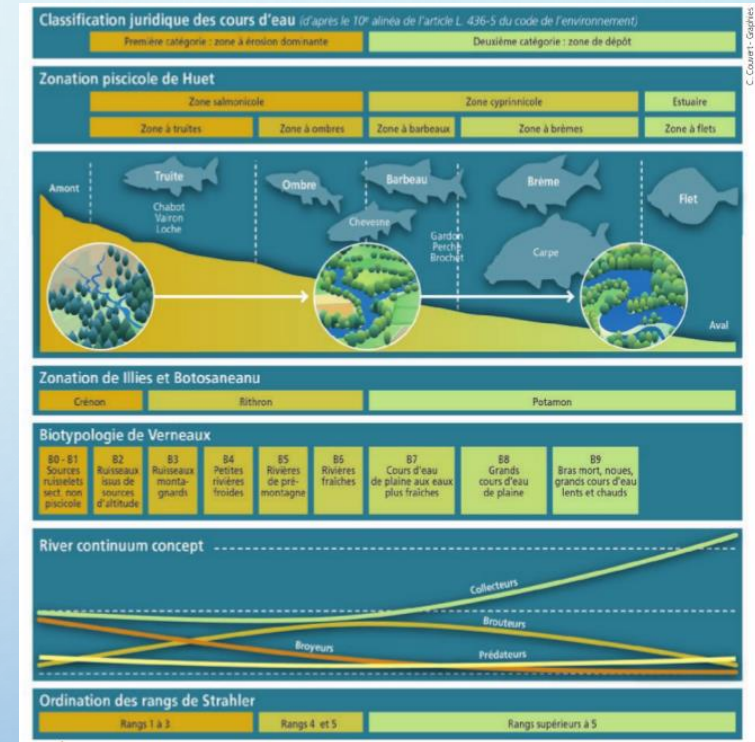 Classification juridique des cours d'eau (d'après le 10e alinéa de l'article L. 436-5 du code de l'environnement)
Première catégorie : zone à érosion dominante
Deuxième catégorie : zone de dépôt
C. Couvert - Graphies
Zonation piscicole de Huet
Zone salmonicole
Zone cyprinnicole
Estuaire
Zone à truites
Zone à ombres
Zone à barbeaux
Zone à brèmes
Zone à flets
Amont
Truite
Chabot
Vairon
Loche
Ombre
Barbeau
Chevesne
Gardon
Perche
Brochet
Brème
Carpe
Flet
Aval
Zonation de Illies et Botosaneanu
Crénon
Rithron
Potamon
Biotypologie de Verneaux
B0 - B1
Sources
ruisselets
sect. non
piscicole
B2
Ruisseaux
issus de
sources
d'altitude
B3
Ruisseaux
monta-
gnards
B4
Petites
rivières
froides
B5
Rivières
de pré-
montagne
B6
Rivières
fraîches
B7
Cours d'eau
de plaine aux eaux
plus fraîches
B8
Grands
cours d'eau
de plaine
B9
Bras mort, noues,
grands cours d'eau
lents et chauds
River continuum concept
Collecteurs
Brouteurs
Broyeurs
Prédateurs
Ordination des rangs de Strahler
Rangs 1 à 3
Rangs 4 et 5
Rangs supérieurs à 5